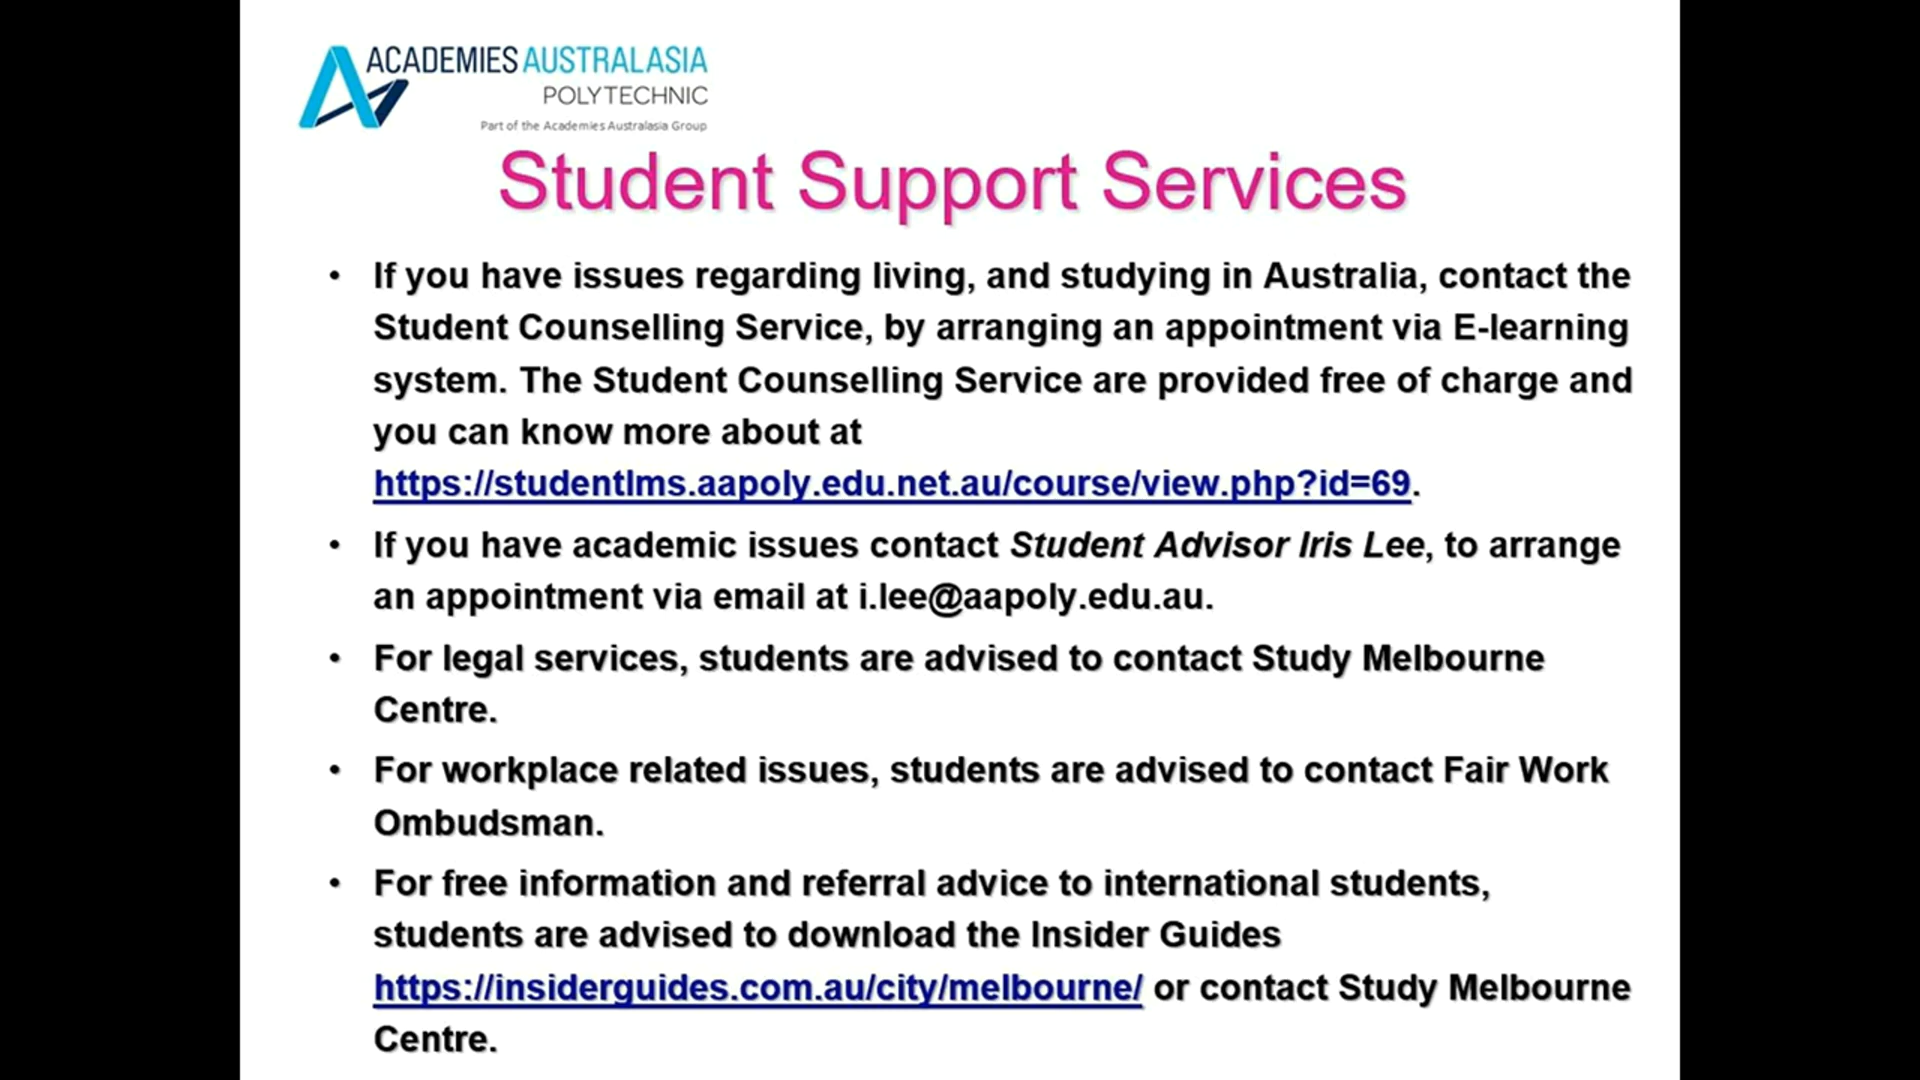 ACADEMIES AUSTRALASIA
POLYTECHNIC
Part of the Academies Australasia Group
Student Support Services
• If you have issues regarding living, and studying in Australia, contact the
Student Counselling Service, by arranging an appointment via E-learning
system. The Student Counselling Service are provided free of charge and
you can know more about at
https://studentlms.aapoly.edu.net.au/course/view.php?id=69.
• If you have academic issues contact Student Advisor Iris Lee, to arrange
an appointment via email at i.lee@aapoly.edu.au.
• For legal services, students are advised to contact Study Melbourne
Centre.
• For workplace related issues, students are advised to contact Fair Work
Ombudsman.
• For free information and referral advice to international students,
students are advised to download the Insider Guides
https://insiderguides.com.au/city/melbourne/ or contact Study Melbourne
Centre.